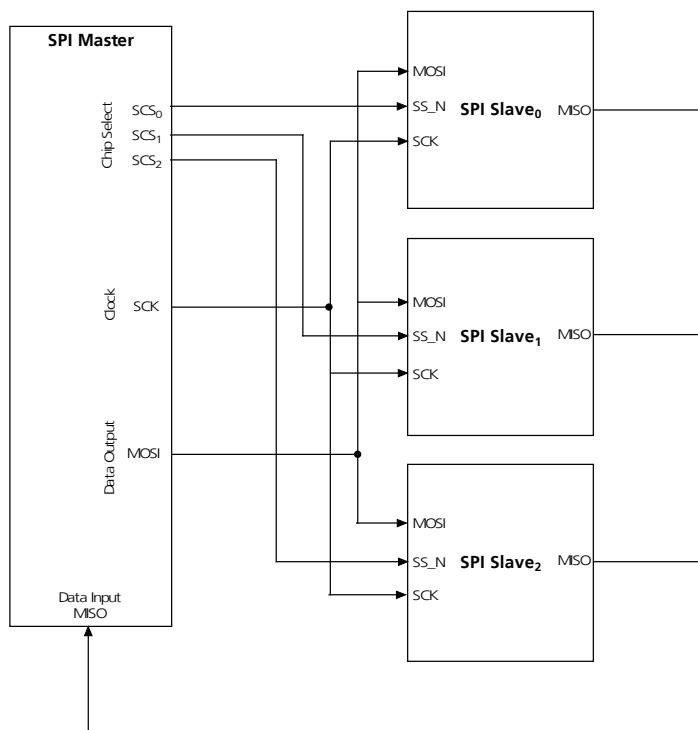 SPI Master
Chip Select
SCS0
SCS1
SCS2
Clock
SCK
Data Output
MOSI
Data Input
MISO
MOSI
SS_N
SCK
SPI Slave0
MISO
MOSI
SS_N
SCK
SPI Slave1
MISO
MOSI
SS_N
SCK
SPI Slave2
MISO